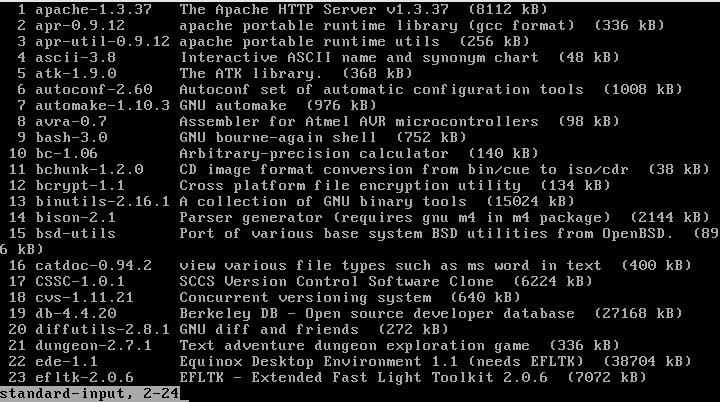 1 apache-1.3.37 The Apache HTTP Server v1.3.37 (8112 kB)
2 apr-0.9.12 apache portable runtime library (gcc format) (336 kB)
3 apr-util-0.9.12 apache portable runtime utils (256 kB)
4 ascii-3.8 Interactive ASCII name and synonym chart (48 kB)
5 atk-1.9.0 The ATK library. (368 kB)
6 autoconf-2.60 Autoconf set of automatic configuration tools (1008 kB)
7 automake-1.10.3 GNU automake (976 kB)
8 avra-0.7 Assembler for Atmel AVR microcontrollers (98 kB)
9 bash-3.0 GNU bourne-again shell (752 kB)
10 bc-1.06 Arbitrary-precision calculator (140 kB)
11 bchunk-1.2.0 CD image format conversion from bin/cue to iso/cdr (38 kB)
12 bcrypt-1.1 Cross platform file encryption utility (134 kB)
13 binutils-2.16.1 A collection of GNU binary tools (15024 kB)
14 bison-2.1 Parser generator (requires gnu m4 in m4 package) (2144 kB)
15 bsd-utils Port of various base system BSD utilities from OpenBSD. (89
6 kB)
16 catdoc-0.94.2 view various file types such as ms word in text (400 kB)
17 CSSC-1.0.1 SCCS Version Control Software Clone (6224 kB)
18 cvs-1.11.21 Concurrent versioning system (640 kB)
19 db-4.4.20 Berkeley DB - Open source developer database (27168 kB)
20 diffutils-2.8.1 GNU diff and friends (272 kB)
21 dungeon-2.7.1 Text adventure dungeon exploration game (336 kB)
22 ede-1.1 Equinox Desktop Environment 1.1 (needs EFLTK) (38704 kB)
23 efltk-2.0.6 EFLTK - Extended Fast Light Toolkit 2.0.6 (7072 kB)
standard-input, 2-24